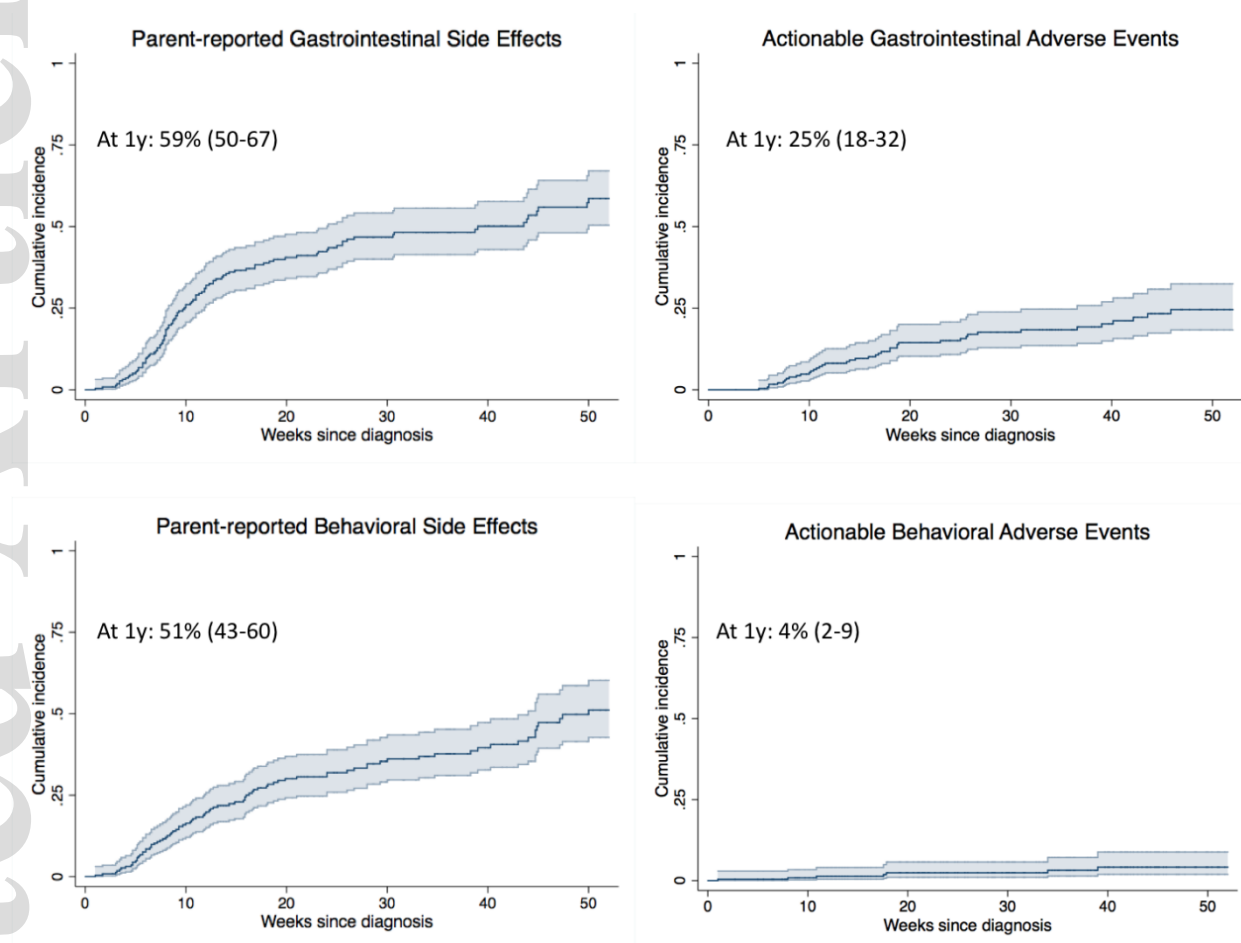 Parent-reported Gastrointestinal Side Effects
At 1y: 59% (50-67)
Cumulative incidence
0 .25 .5 .75 1
0 10 20 30 40 50
Weeks since diagnosis
Actionable Gastrointestinal Adverse Events
At 1y: 25% (18-32)
Cumulative incidence
0 .25 .5 .75 1
0 10 20 30 40 50
Weeks since diagnosis
Parent-reported Behavioral Side Effects
At 1y: 51% (43-60)
Cumulative incidence
0 .25 .5 .75 1
0 10 20 30 40 50
Weeks since diagnosis
Actionable Behavioral Adverse Events
At 1y: 4% (2-9)
Cumulative incidence
0 .25 .5 .75 1
0 10 20 30 40 50
Weeks since diagnosis